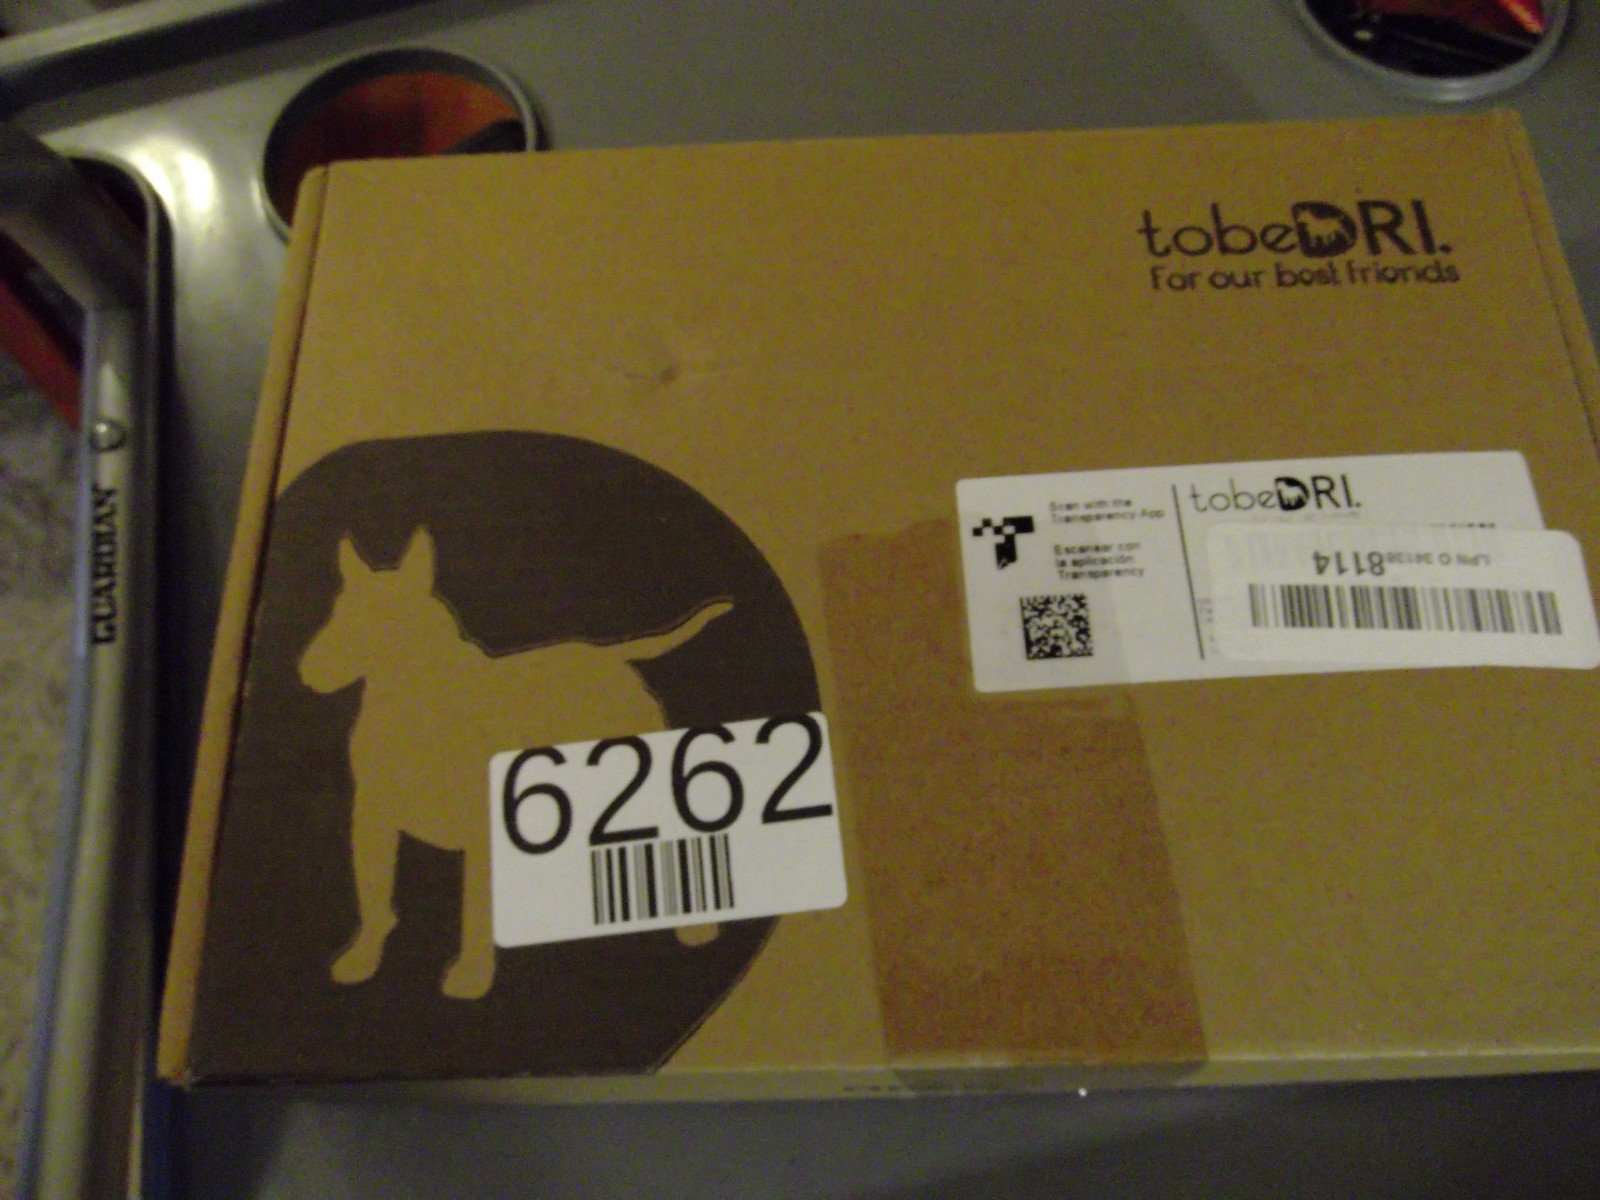 tobeDRI.
For our best friends
GUARDIAN
Scan with the
Transparency App
Escanear con
la aplicación
Transparency
tobeDRI.
8114
6262